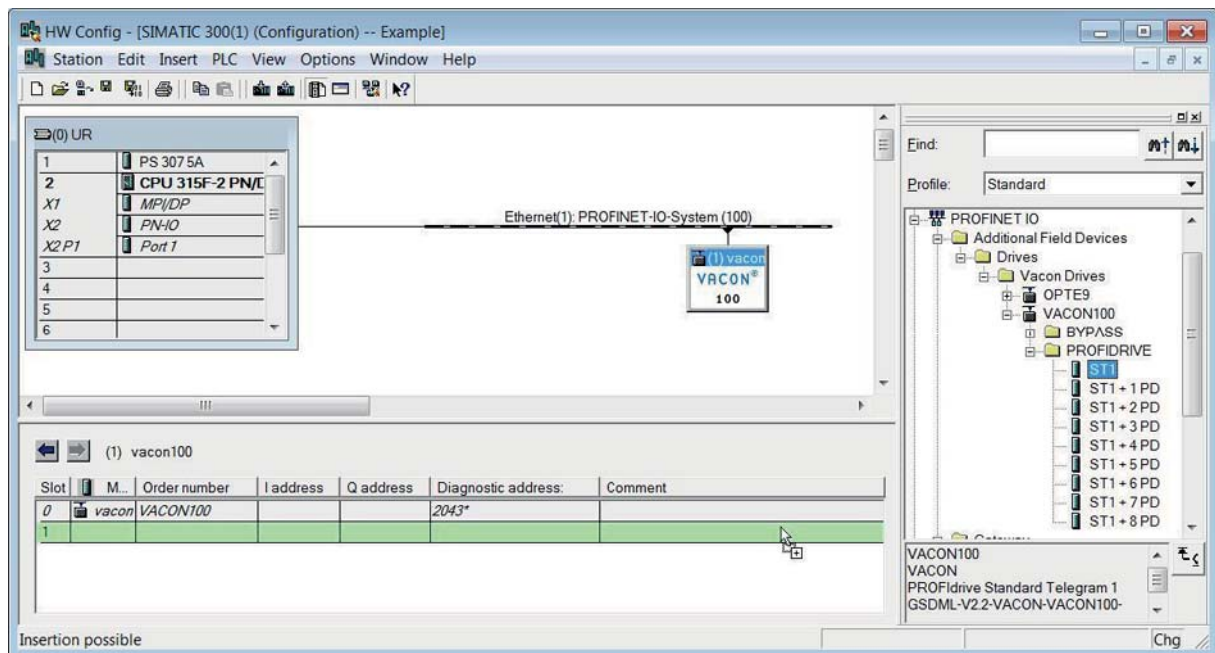 HW Config - [SIMATIC 300(1) (Configuration) -- Example]
Station Edit Insert PLC View Options Window Help
(0) UR
1 PS 307 5A
2 CPU 315F-2 PN/D
X1 MPI/DP
X2 PN-IO
X2 P1 Port 1
3
4
5
6
Ethernet(1): PROFINET-IO-System (100)
(1) vacon
VACON®
100
Find:
Profile: Standard
PROFINET IO
Additional Field Devices
Drives
Vacon Drives
OPTE9
VACON100
BYPASS
PROFIDRIVE
ST1
ST1 + 1 PD
ST1 + 2 PD
ST1 + 3 PD
ST1 + 4 PD
ST1 + 5 PD
ST1 + 6 PD
ST1 + 7 PD
ST1 + 8 PD
(1) vacon100
Slot M... Order number I address Q address Diagnostic address: Comment
0 vacon VACON100 2043*
1
VACON100
VACON
PROFIdrive Standard Telegram 1
GSDML-V2.2-VACON-VACON100-
Insertion possible
Chg